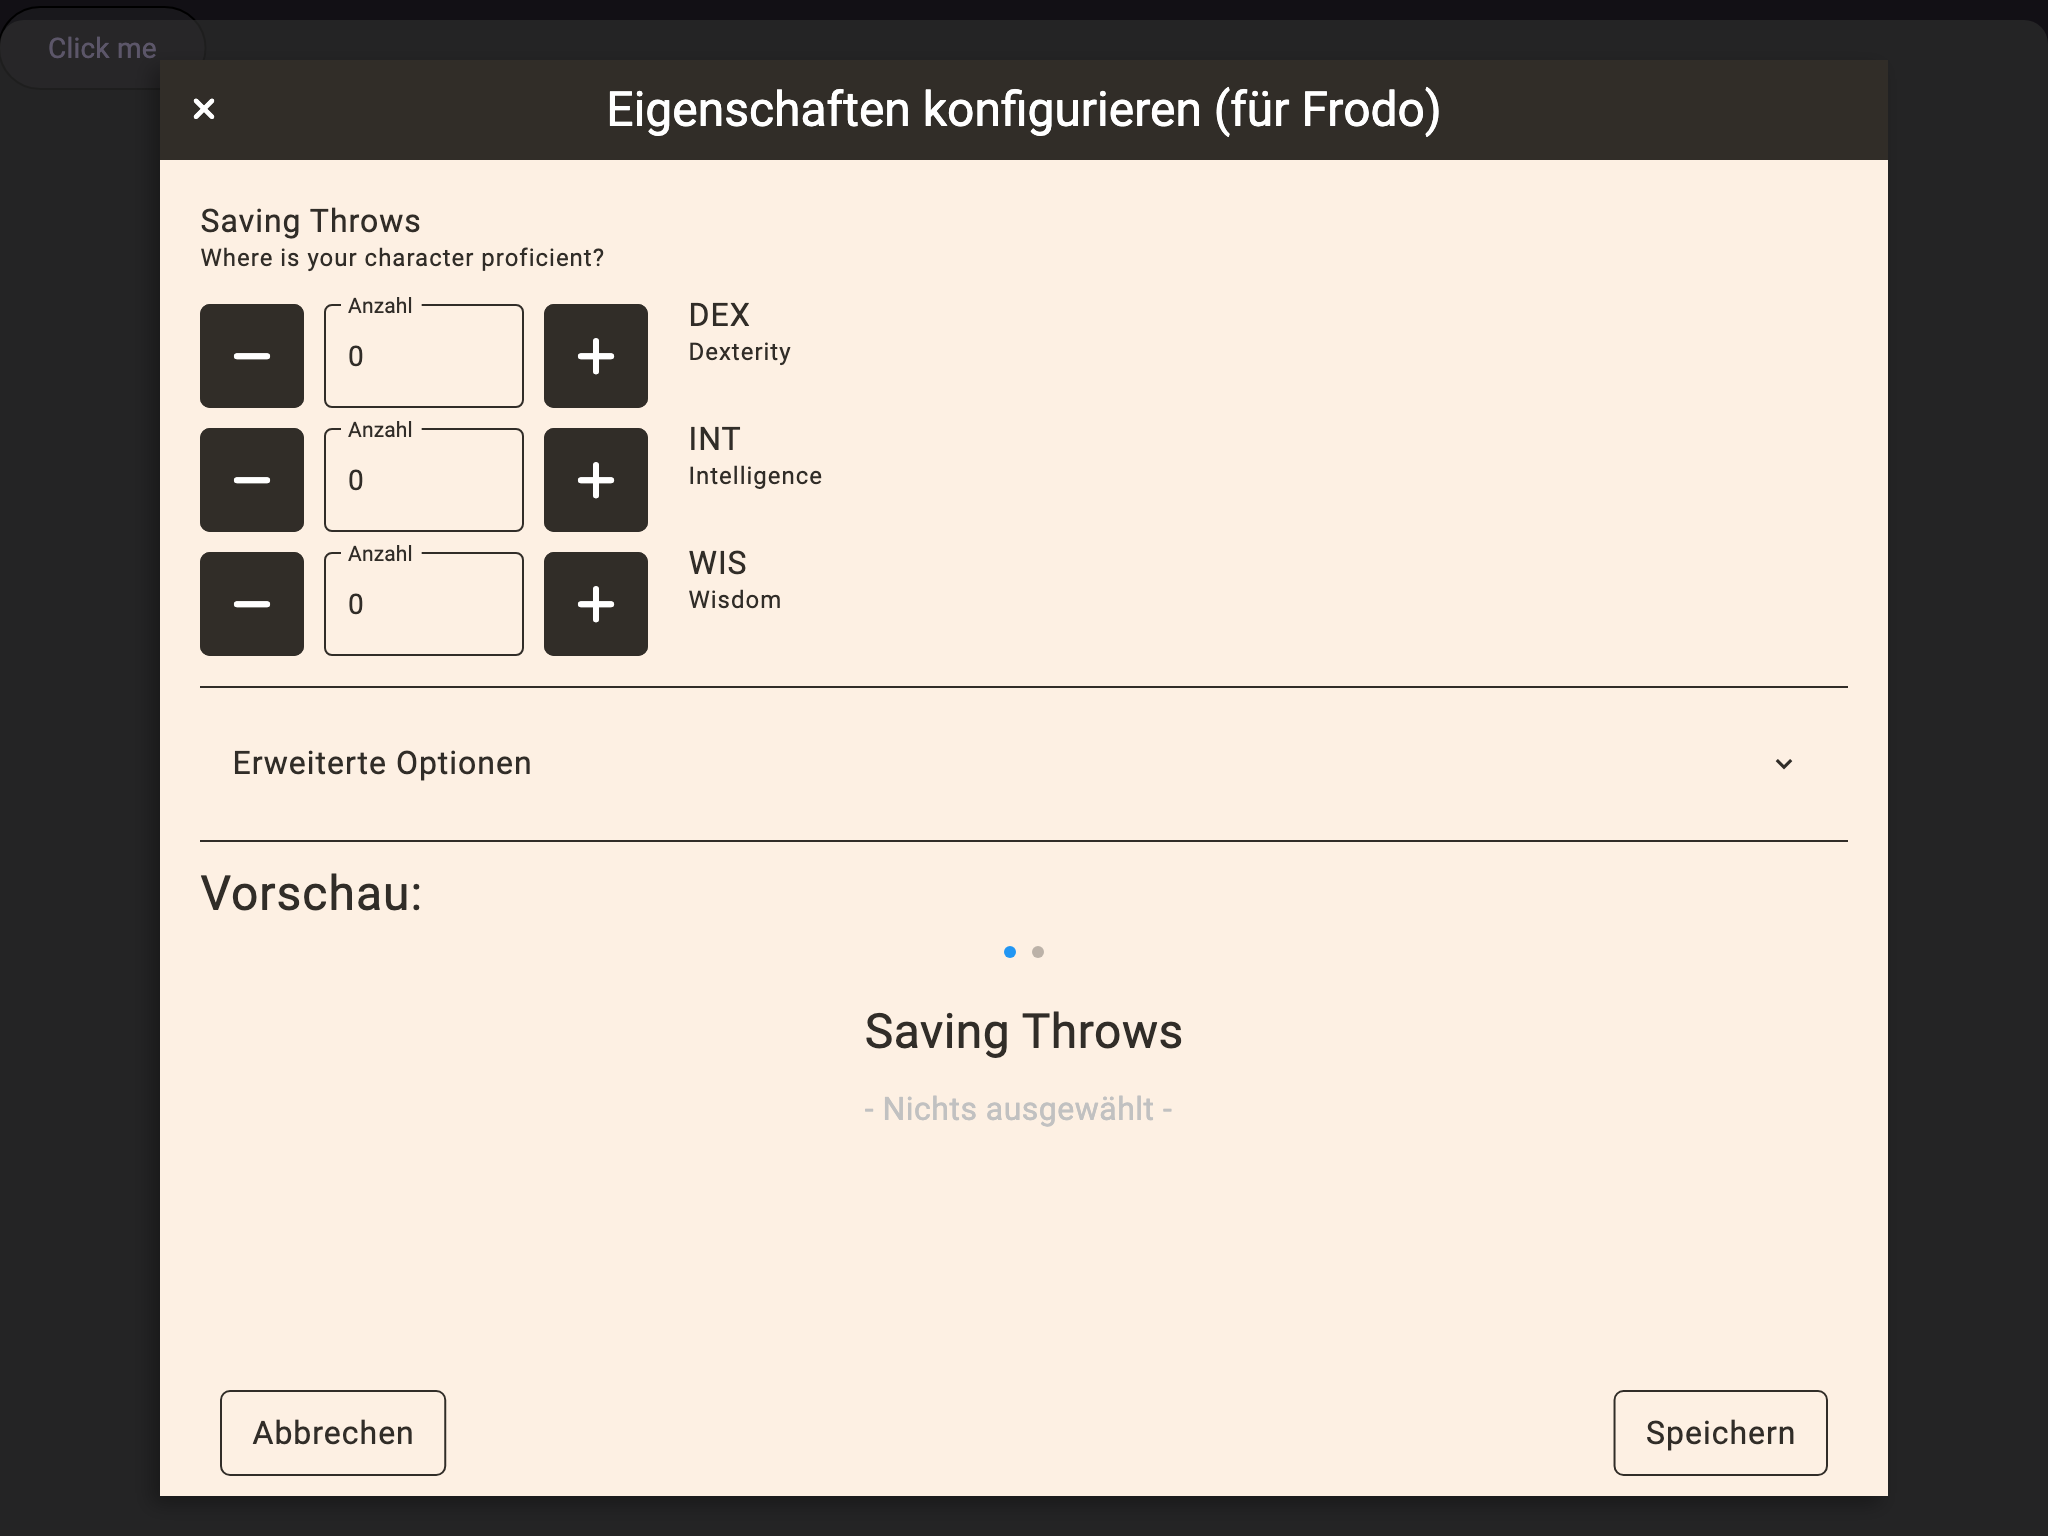 Click me
Eigenschaften konfigurieren (für Frodo)
Saving Throws
Where is your character proficient?
Anzahl
0
DEX
Dexterity
Anzahl
0
INT
Intelligence
Anzahl
0
WIS
Wisdom
Erweiterte Optionen
Vorschau:
Saving Throws
- Nichts ausgewählt -
Abbrechen
Speichern